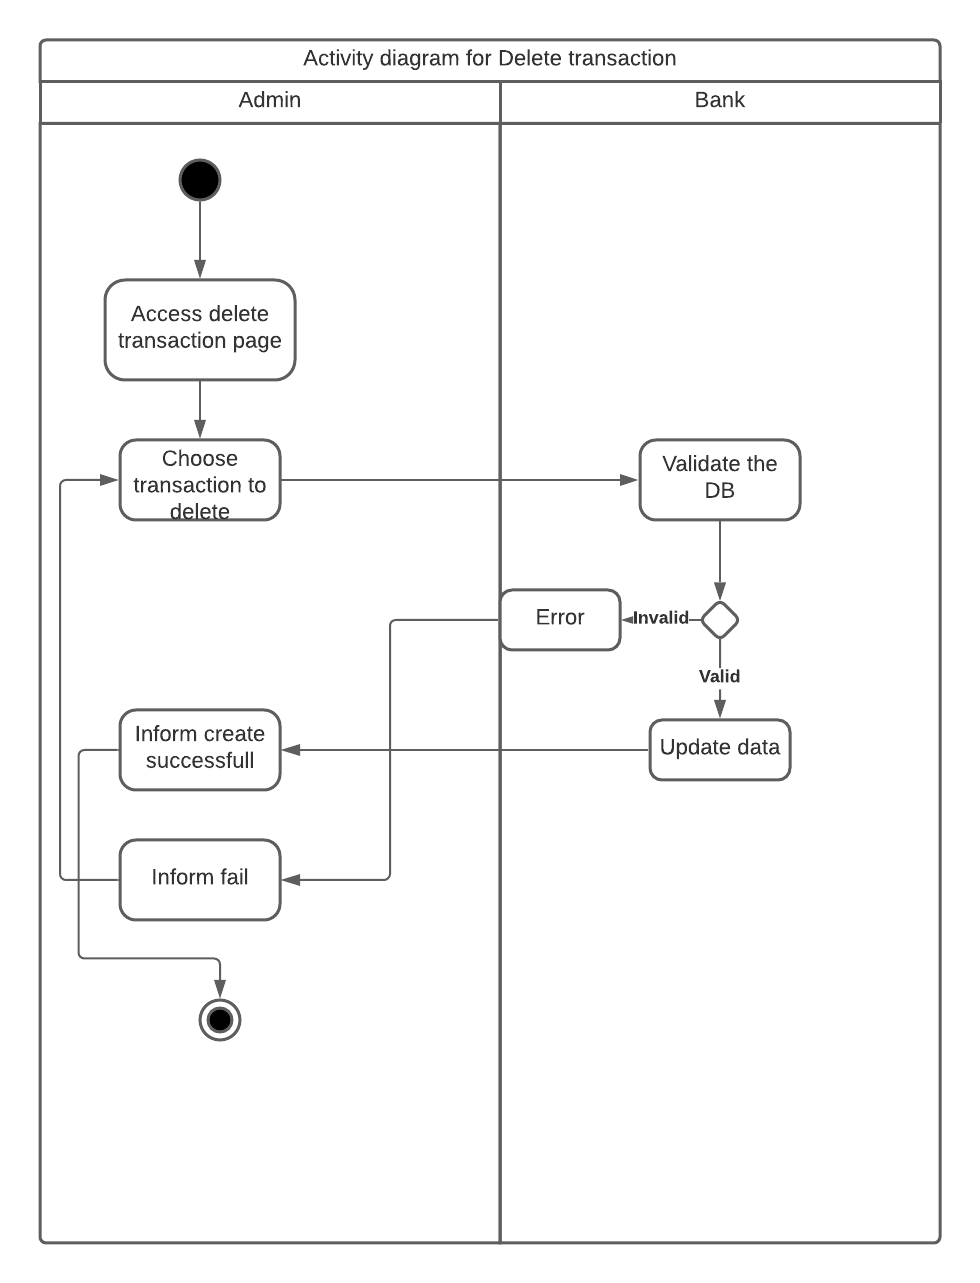 Activity diagram for Delete transaction
Admin
Bank
Access delete
transaction page
Choose
transaction to
delete
Validate the
DB
Error
Invalid
Valid
Inform create
successfull
Update data
Inform fail